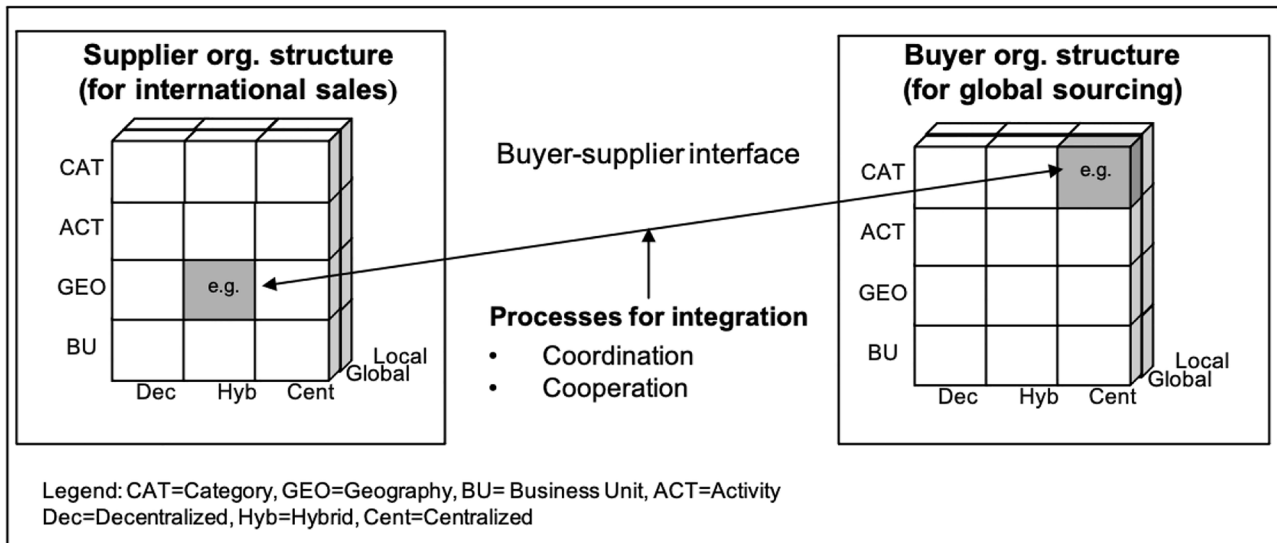 Supplier org. structure
(for international sales)
CAT
ACT
GEO
BU
e.g.
Dec
Hyb
Cent
Global
Local
Buyer-supplier interface
Processes for integration
• Coordination
• Cooperation
Buyer org. structure
(for global sourcing)
CAT
ACT
GEO
BU
e.g.
Dec
Hyb
Cent
Global
Local
Legend: CAT=Category, GEO=Geography, BU= Business Unit, ACT=Activity
Dec=Decentralized, Hyb=Hybrid, Cent=Centralized